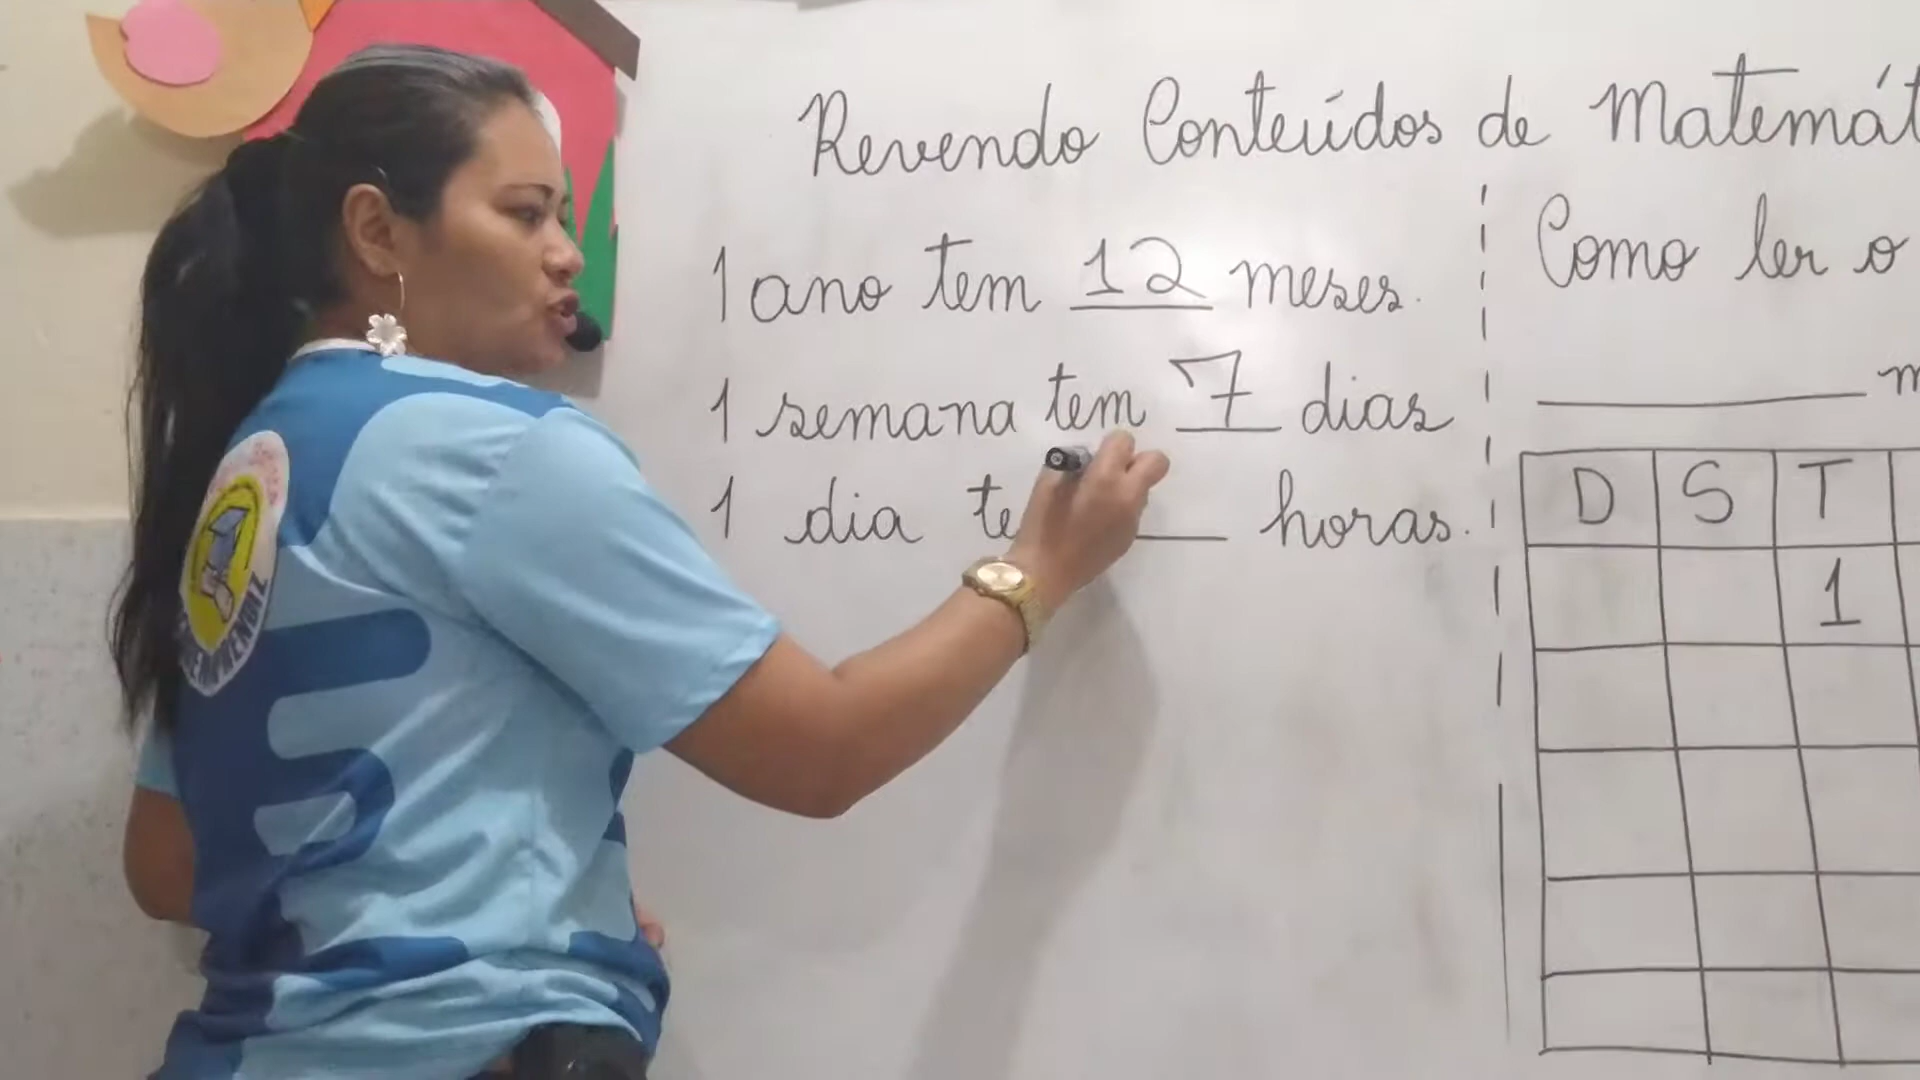 Revendo Conteúdos de Matemát
1 ano tem 12 meses.
1 semana tem 7 dias
1 dia te horas.
Como ler o
m
D S T
1